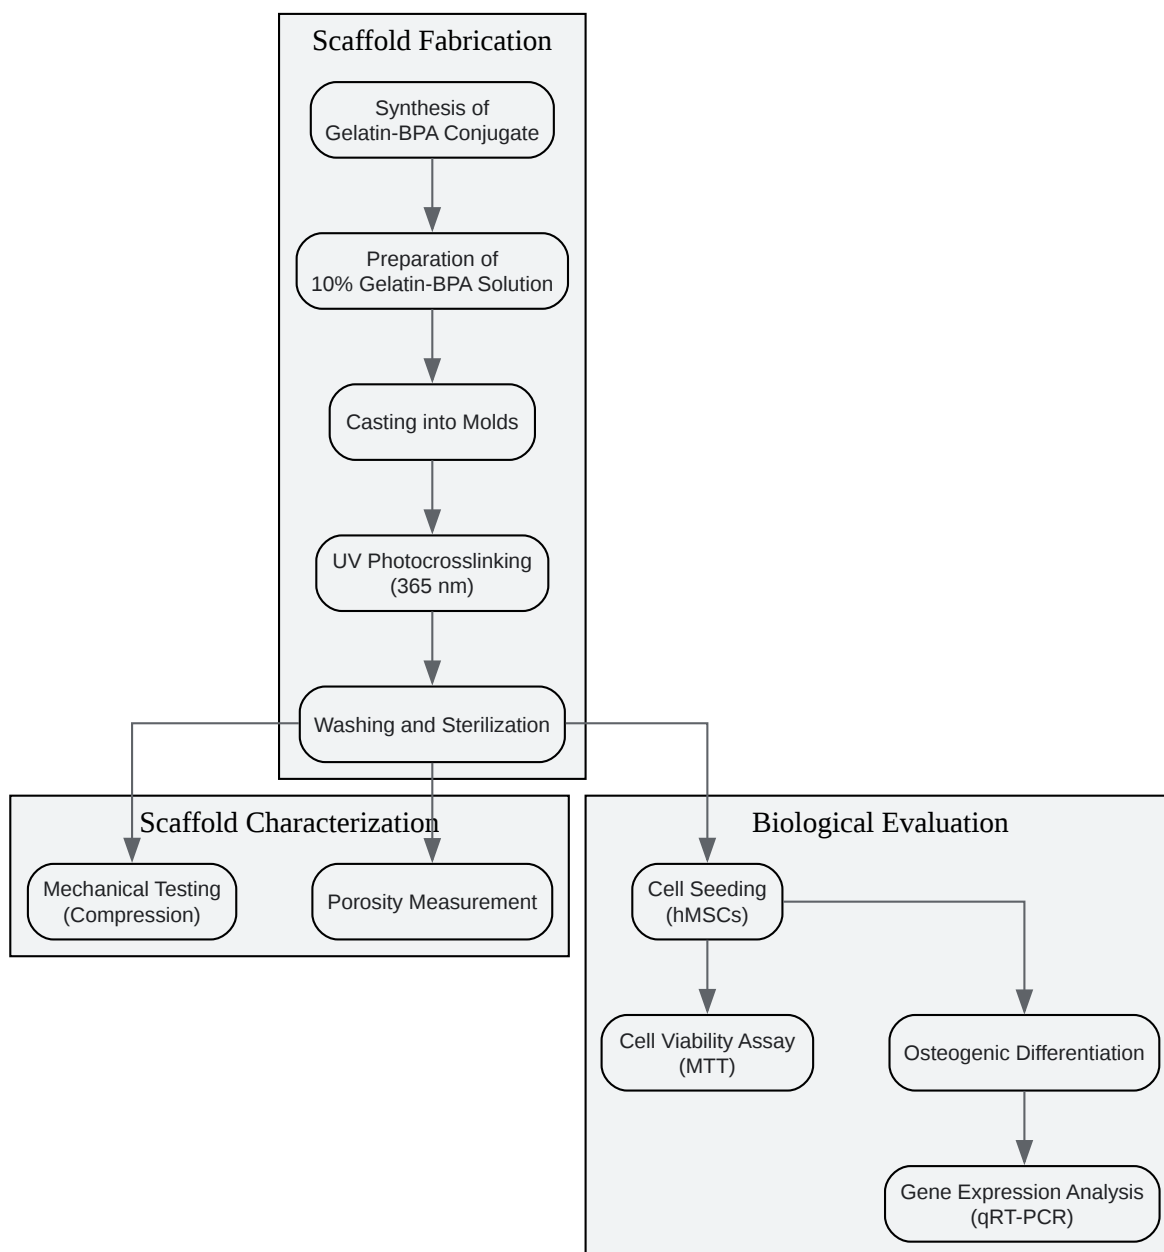 Scaffold Fabrication
Synthesis of
Gelatin-BPA Conjugate
Preparation of
10% Gelatin-BPA Solution
Casting into Molds
UV Photocrosslinking
(365 nm)
Washing and Sterilization
Scaffold Characterization
Mechanical Testing
(Compression)
Porosity Measurement
Biological Evaluation
Cell Seeding
(hMSCs)
Cell Viability Assay
(MTT)
Osteogenic Differentiation
Gene Expression Analysis
(qRT-PCR)